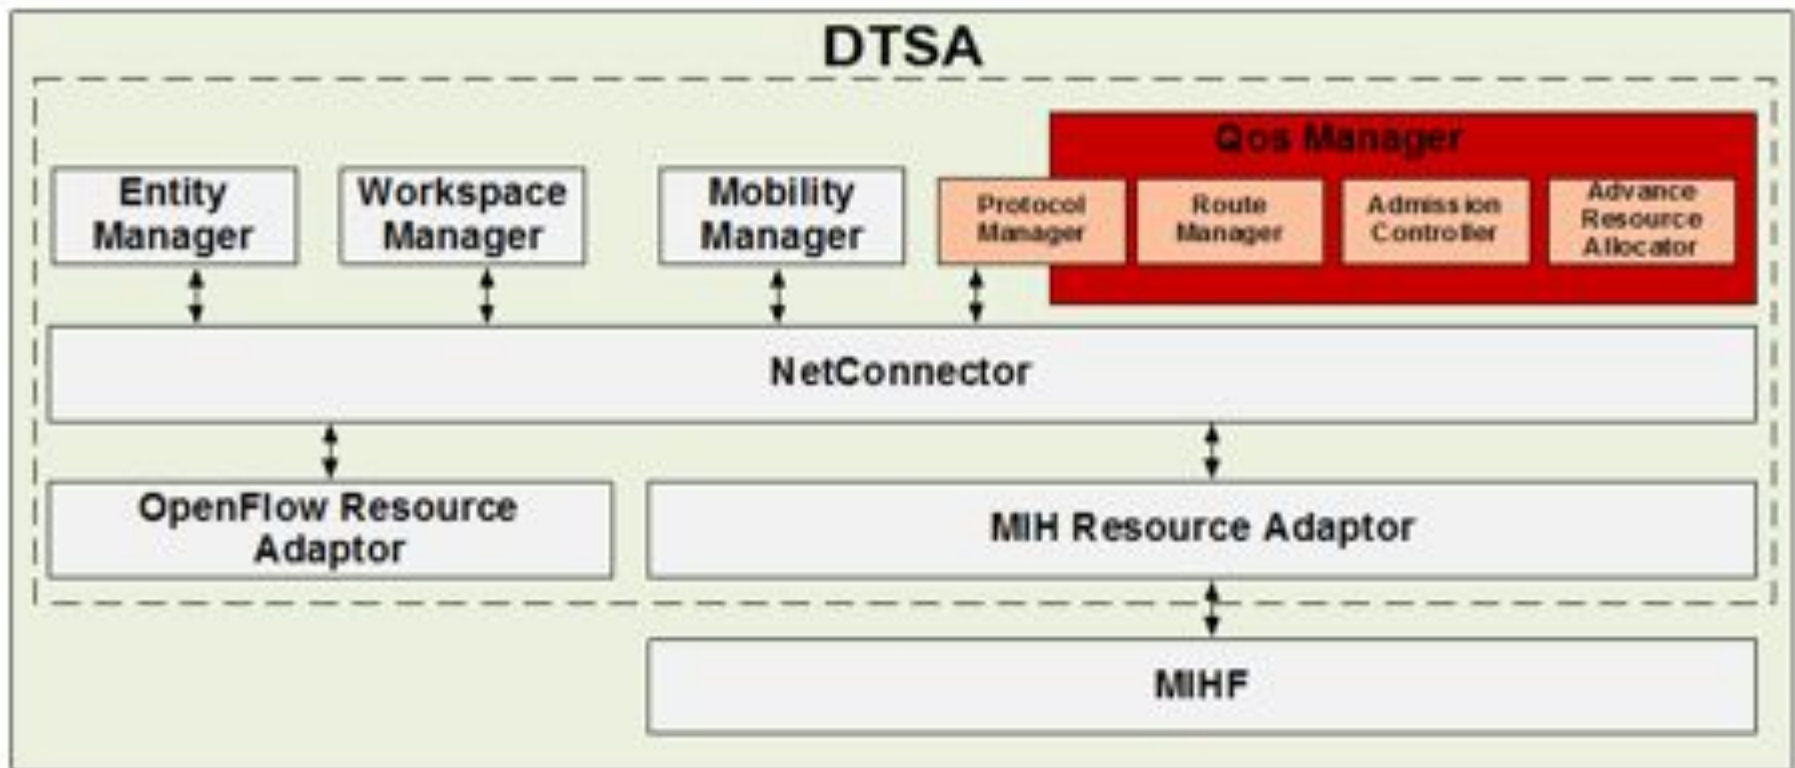 DTSA
Qos Manager
Entity
Manager
Workspace
Manager
Mobility
Manager
Protocol
Manager
Route
Manager
Admission
Controller
Advance
Resource
Allocator
NetConnector
OpenFlow Resource
Adaptor
MIH Resource Adaptor
MIHF